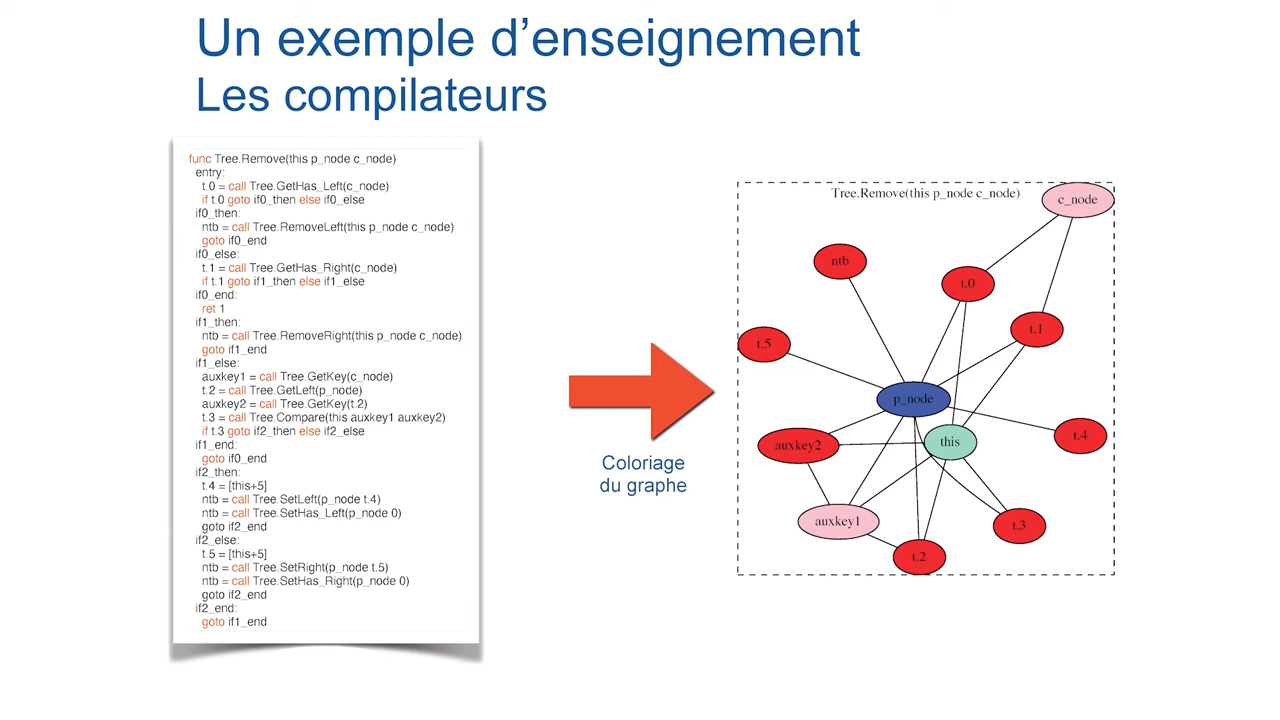 Un exemple d’enseignement
Les compilateurs
func Tree.Remove(this p_node c_node)
entry:
t.0 = call Tree.GetHas_Left(c_node)
if t.0 goto if0_then else if0_else
if0_then:
ntb = call Tree.RemoveLeft(this p_node c_node)
goto if0_end
if0_else:
t.1 = call Tree.GetHas_Right(c_node)
if t.1 goto if1_then else if1_else
if0_end:
ret 1
if1_then:
ntb = call Tree.RemoveRight(this p_node c_node)
goto if1_end
if1_else:
auxkey1 = call Tree.GetKey(c_node)
t.2 = call Tree.GetLeft(p_node)
auxkey2 = call Tree.GetKey(t.2)
t.3 = call Tree.Compare(this auxkey1 auxkey2)
if t.3 goto if2_then else if2_else
if1_end:
goto if0_end
if2_then:
t.4 = [this+5]
ntb = call Tree.SetLeft(p_node t.4)
ntb = call Tree.SetHas_Left(p_node 0)
goto if2_end
if2_else:
t.5 = [this+5]
ntb = call Tree.SetRight(p_node t.5)
ntb = call Tree.SetHas_Right(p_node 0)
goto if2_end
if2_end:
goto if1_end
Coloriage
du graphe
Tree.Remove(this p_node c_node)
c_node
ntb
t.0
t.1
t.5
p_node
t.4
this
auxkey2
auxkey1
t.3
t.2